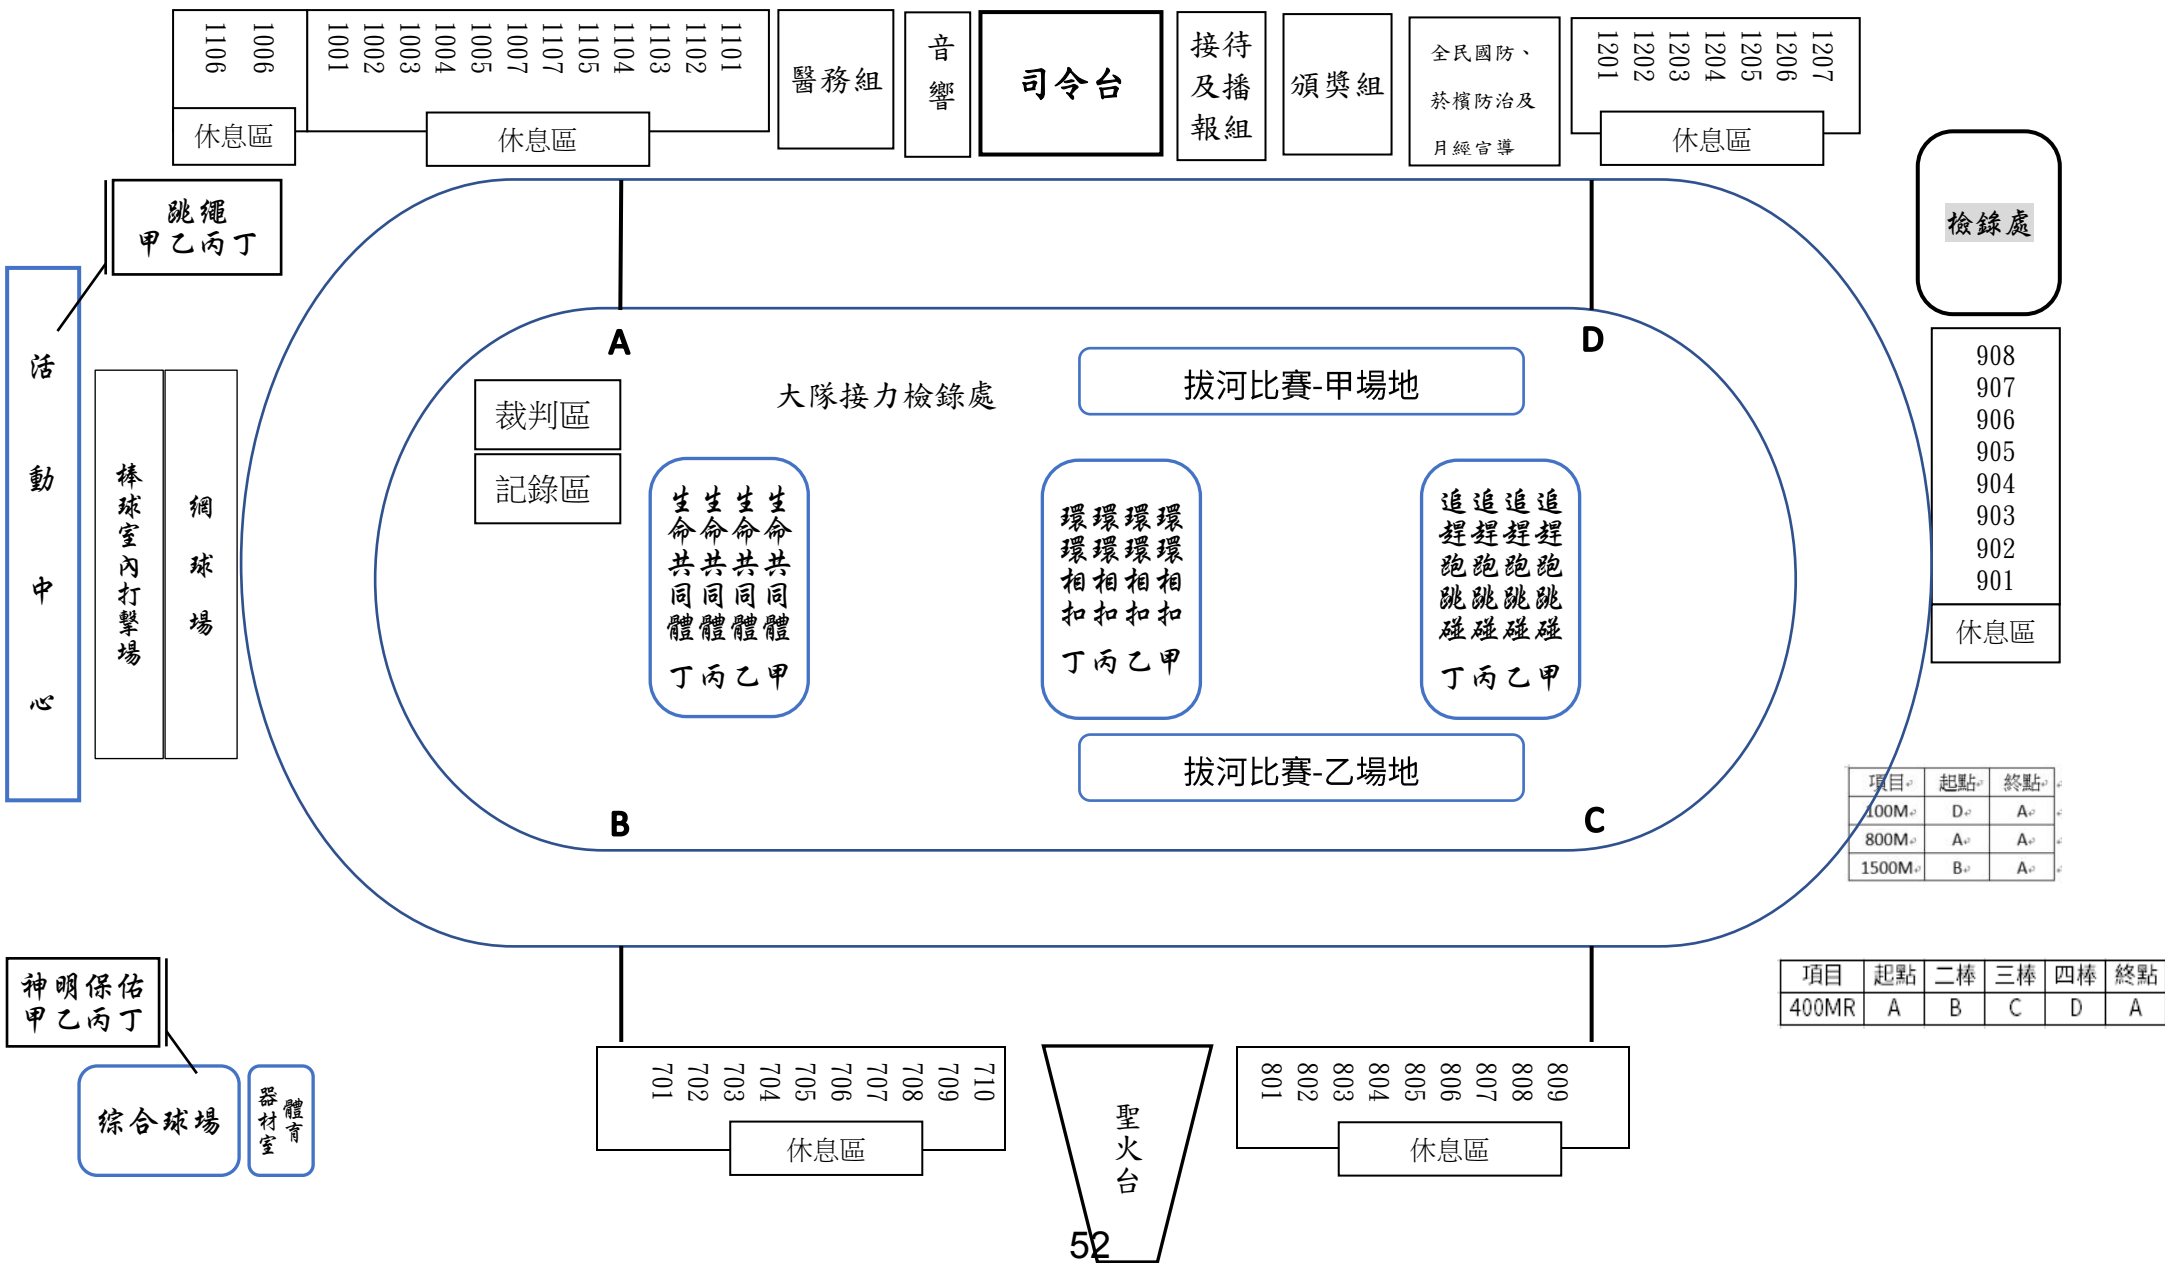 1106
1006
休息區
1001
1002
1003
1004
1005
1007
1107
1105
1104
1103
1102
1101
休息區
醫務組
音響
司令台
接待
及播
報組
頒獎組
全民國防、
菸檳防治及
月經宣導
1201
1202
1203
1204
1205
1206
1207
休息區
檢錄處
跳繩
甲乙丙丁
活動中心
棒球室內打擊場
網球場
A
D
裁判區
記錄區
大隊接力檢錄處
拔河比賽-甲場地
生命共同體 甲
生命共同體 乙
生命共同體 丙
生命共同體 丁
環環相扣 甲
環環相扣 乙
環環相扣 丙
環環相扣 丁
追趕跑跳碰 甲
追趕跑跳碰 乙
追趕跑跳碰 丙
追趕跑跳碰 丁
拔河比賽-乙場地
B
C
908
907
906
905
904
903
902
901
休息區
項目 起點 終點
100M D A
800M A A
1500M B A
項目 起點 二棒 三棒 四棒 終點
400MR A B C D A
神明保佑
甲乙丙丁
綜合球場
體育
器材室
701
702
703
704
705
706
707
708
709
710
休息區
聖火台
801
802
803
804
805
806
807
808
809
休息區
52